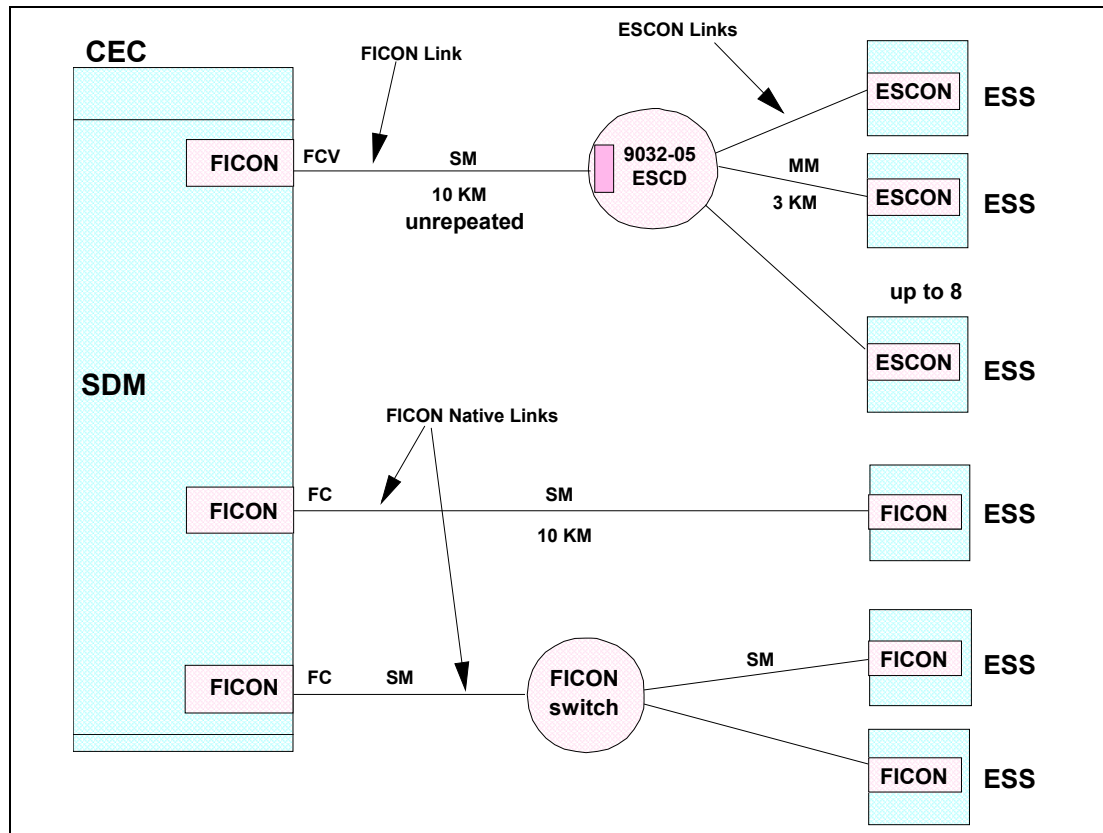 CEC
FICON Link
ESCON Links
ESCON
ESS
FICON
FCV
SM
10 KM
unrepeated
9032-05
ESCD
MM
3 KM
ESCON
ESS
up to 8
ESCON
ESS
SDM
FICON Native Links
FICON
FC
SM
10 KM
FICON
ESS
FICON
FC
SM
FICON
switch
SM
FICON
ESS
FICON
ESS